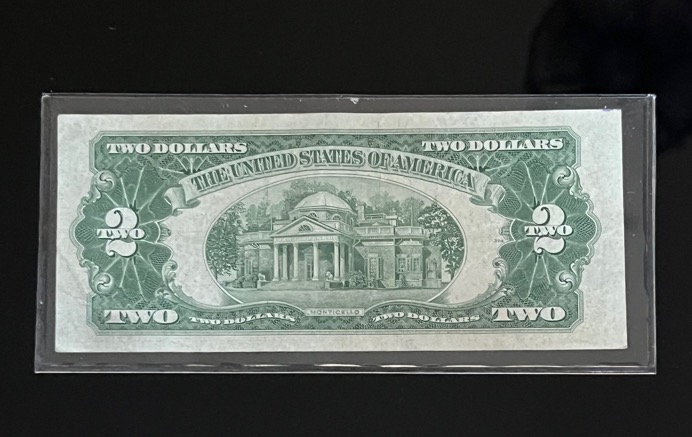 TWO DOLLARS TWO DOLLARS
THE UNITED STATES OF AMERICA
2 2
TWO TWO
MONTICELLO
TWO TWO DOLLARS TWO DOLLARS TWO